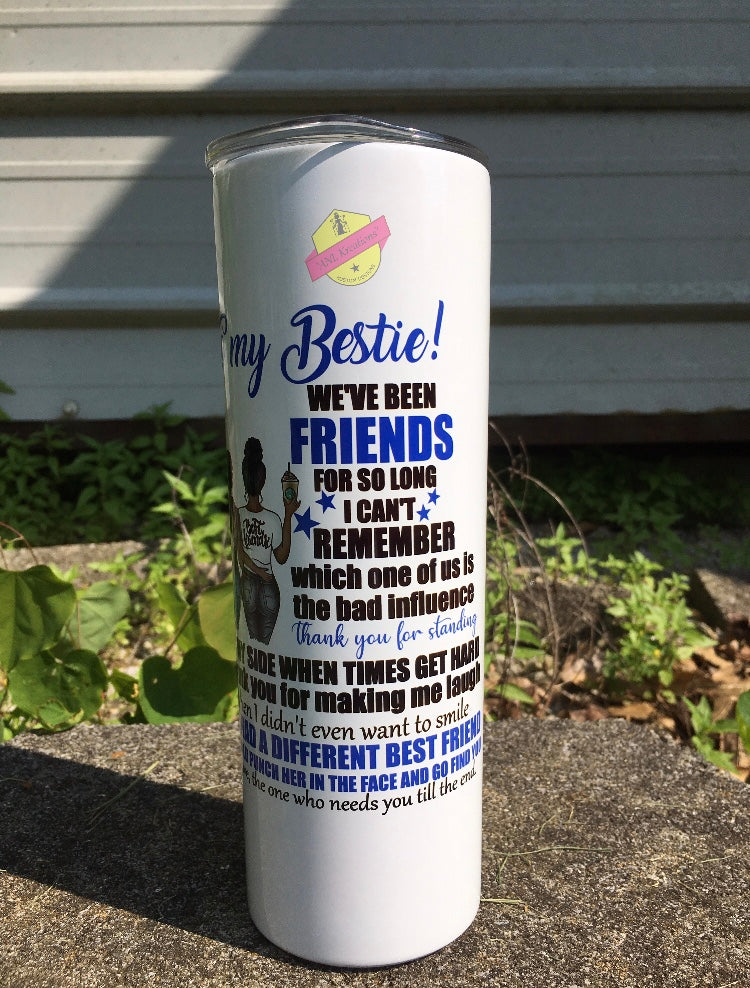 Kreations
my Bestie!
WE'VE BEEN
FRIENDS
FOR SO LONG
I CAN'T
REMEMBER
which one of us is
the bad influence
Thank you for standing
SIDE WHEN TIMES GET HARD
you for making me laugh
I didn't even want to smile
A DIFFERENT BEST FRIEND
PUNCH HER IN THE FACE AND GO FIND
the one who needs you till the end.